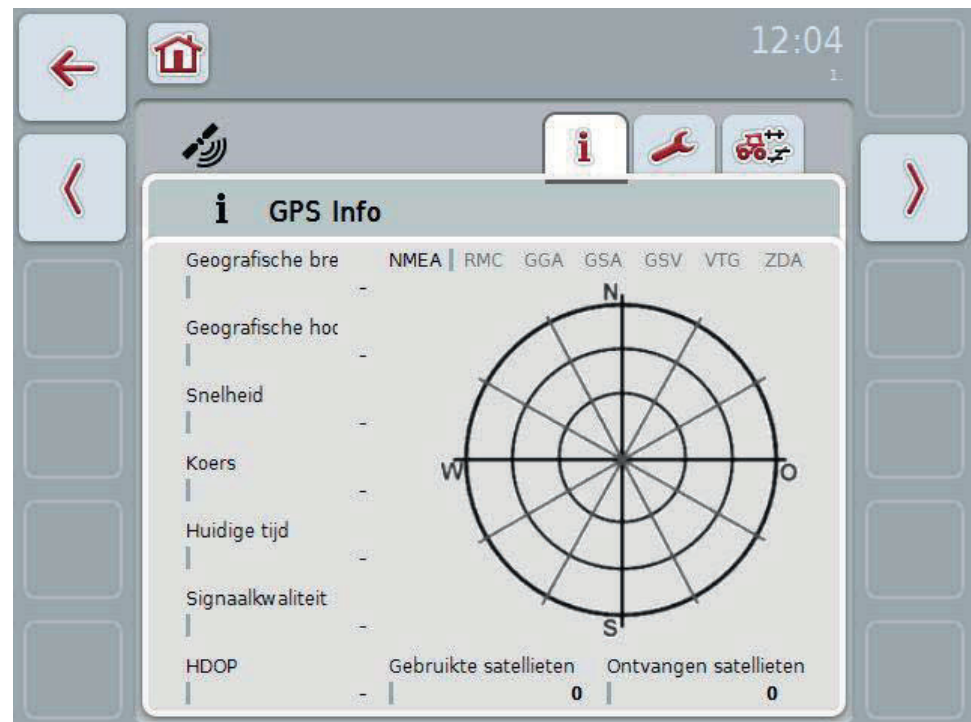 12:04
1.
i
i GPS Info
Geografische bre
-
NMEA | RMC GGA GSA GSV VTG ZDA
Geografische hoc
-
Snelheid
-
Koers
-
Huidige tijd
-
Signaalkwaliteit
-
HDOP
-
N
W
O
S
Gebruikte satellieten
0
Ontvangen satellieten
0